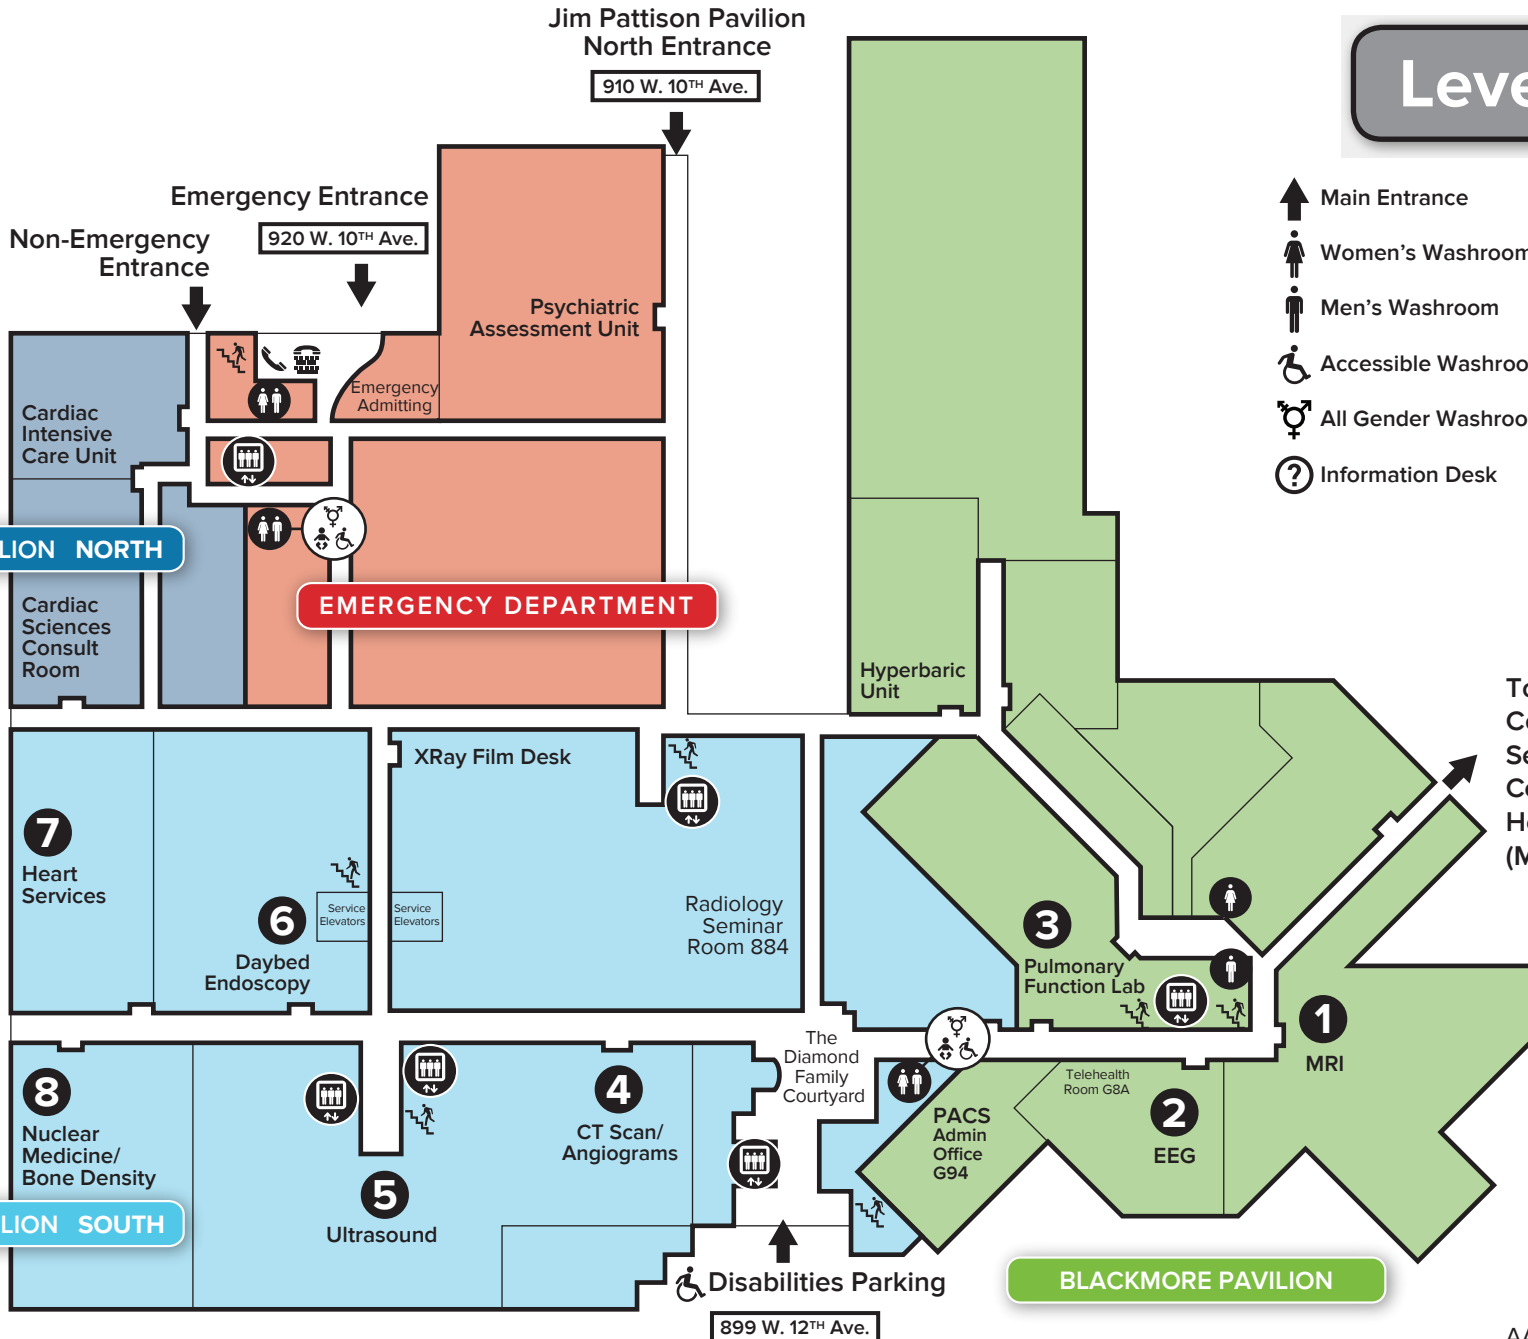 Jim Pattison Pavilion
North Entrance
910 W. 10TH Ave.
Emergency Entrance
920 W. 10TH Ave.
Non-Emergency
Entrance
Main Entrance
Women's Washroom
Men's Washroom
Accessible
All Gender
Information Desk
Psychiatric
Assessment Unit
Emergency
Admitting
Cardiac
Intensive
Care Unit
NORTH
Cardiac
Sciences
Consult
Room
EMERGENCY DEPARTMENT
Hyperbaric
Unit
XRay Film Desk
7
Heart
Services
6
Daybed
Endoscopy
Service
Elevators
Service
Elevators
Radiology
Seminar
Room 884
3
Pulmonary
Function Lab
1
MRI
The
Diamond
Family
Courtyard
Telehealth
Room G8A
2
EEG
PACS
Admin
Office
G94
8
Nuclear
Medicine/
Bone Density
4
CT Scan/
Angiograms
5
Ultrasound
SOUTH
Disabilities Parking
899 W. 12TH Ave.
BLACKMORE PAVILION